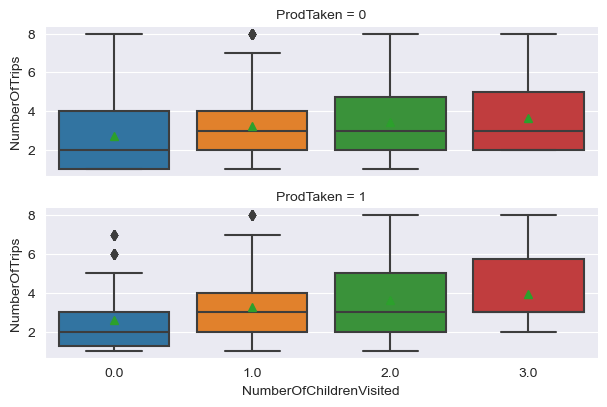 ProdTaken = 0
NumberOfTrips
8
6
4
2
ProdTaken = 1
NumberOfTrips
8
6
4
2
0.0 1.0 2.0 3.0
NumberOfChildrenVisited